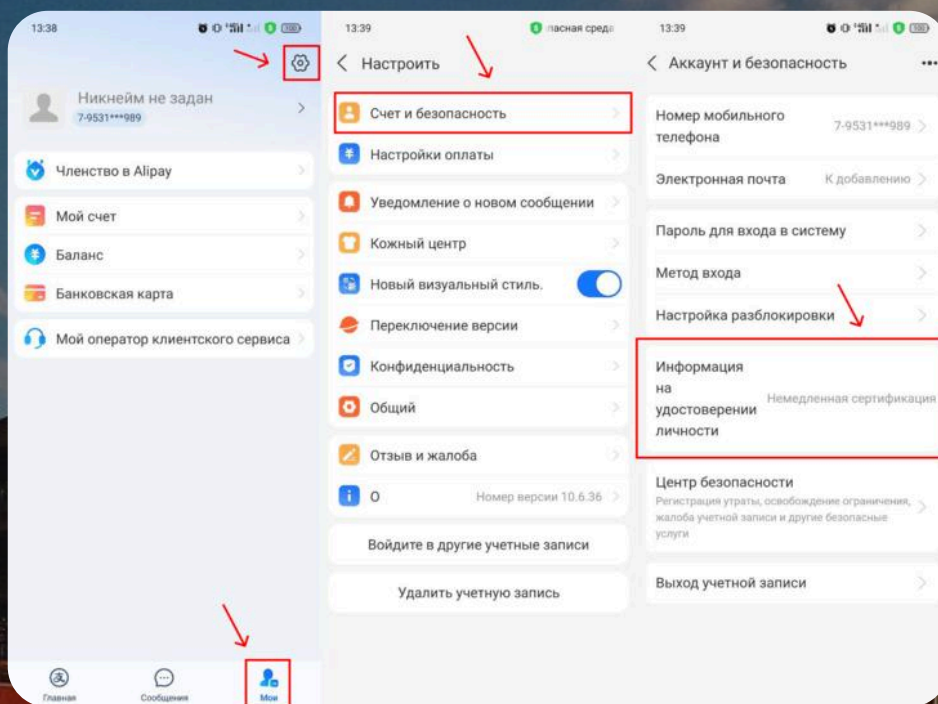 13:38
100
Никнейм не задан
7-9531***989
Членство в Alipay
Мой счет
Баланс
Банковская карта
Мой оператор клиентского сервиса
Главная
Сообщения
Мои
13:39
пасная среда
Настроить
Счет и безопасность
Настройки оплаты
Уведомление о новом сообщении
Кожный центр
Новый визуальный стиль.
Переключение версии
Конфиденциальность
Общий
Отзыв и жалоба
О Номер версии 10.6.36
Войдите в другие учетные записи
Удалить учетную запись
13:39
100
Аккаунт и безопасность
Номер мобильного
телефона
7-9531***989
Электронная почта К добавлению
Пароль для входа в систему
Метод входа
Настройка разблокировки
Информация
на
удостоверении
личности
Немедленная сертификация
Центр безопасности
Регистрация утраты, освобождение ограничения,
жалоба учетной записи и другие безопасные
услуги
Выход учетной записи